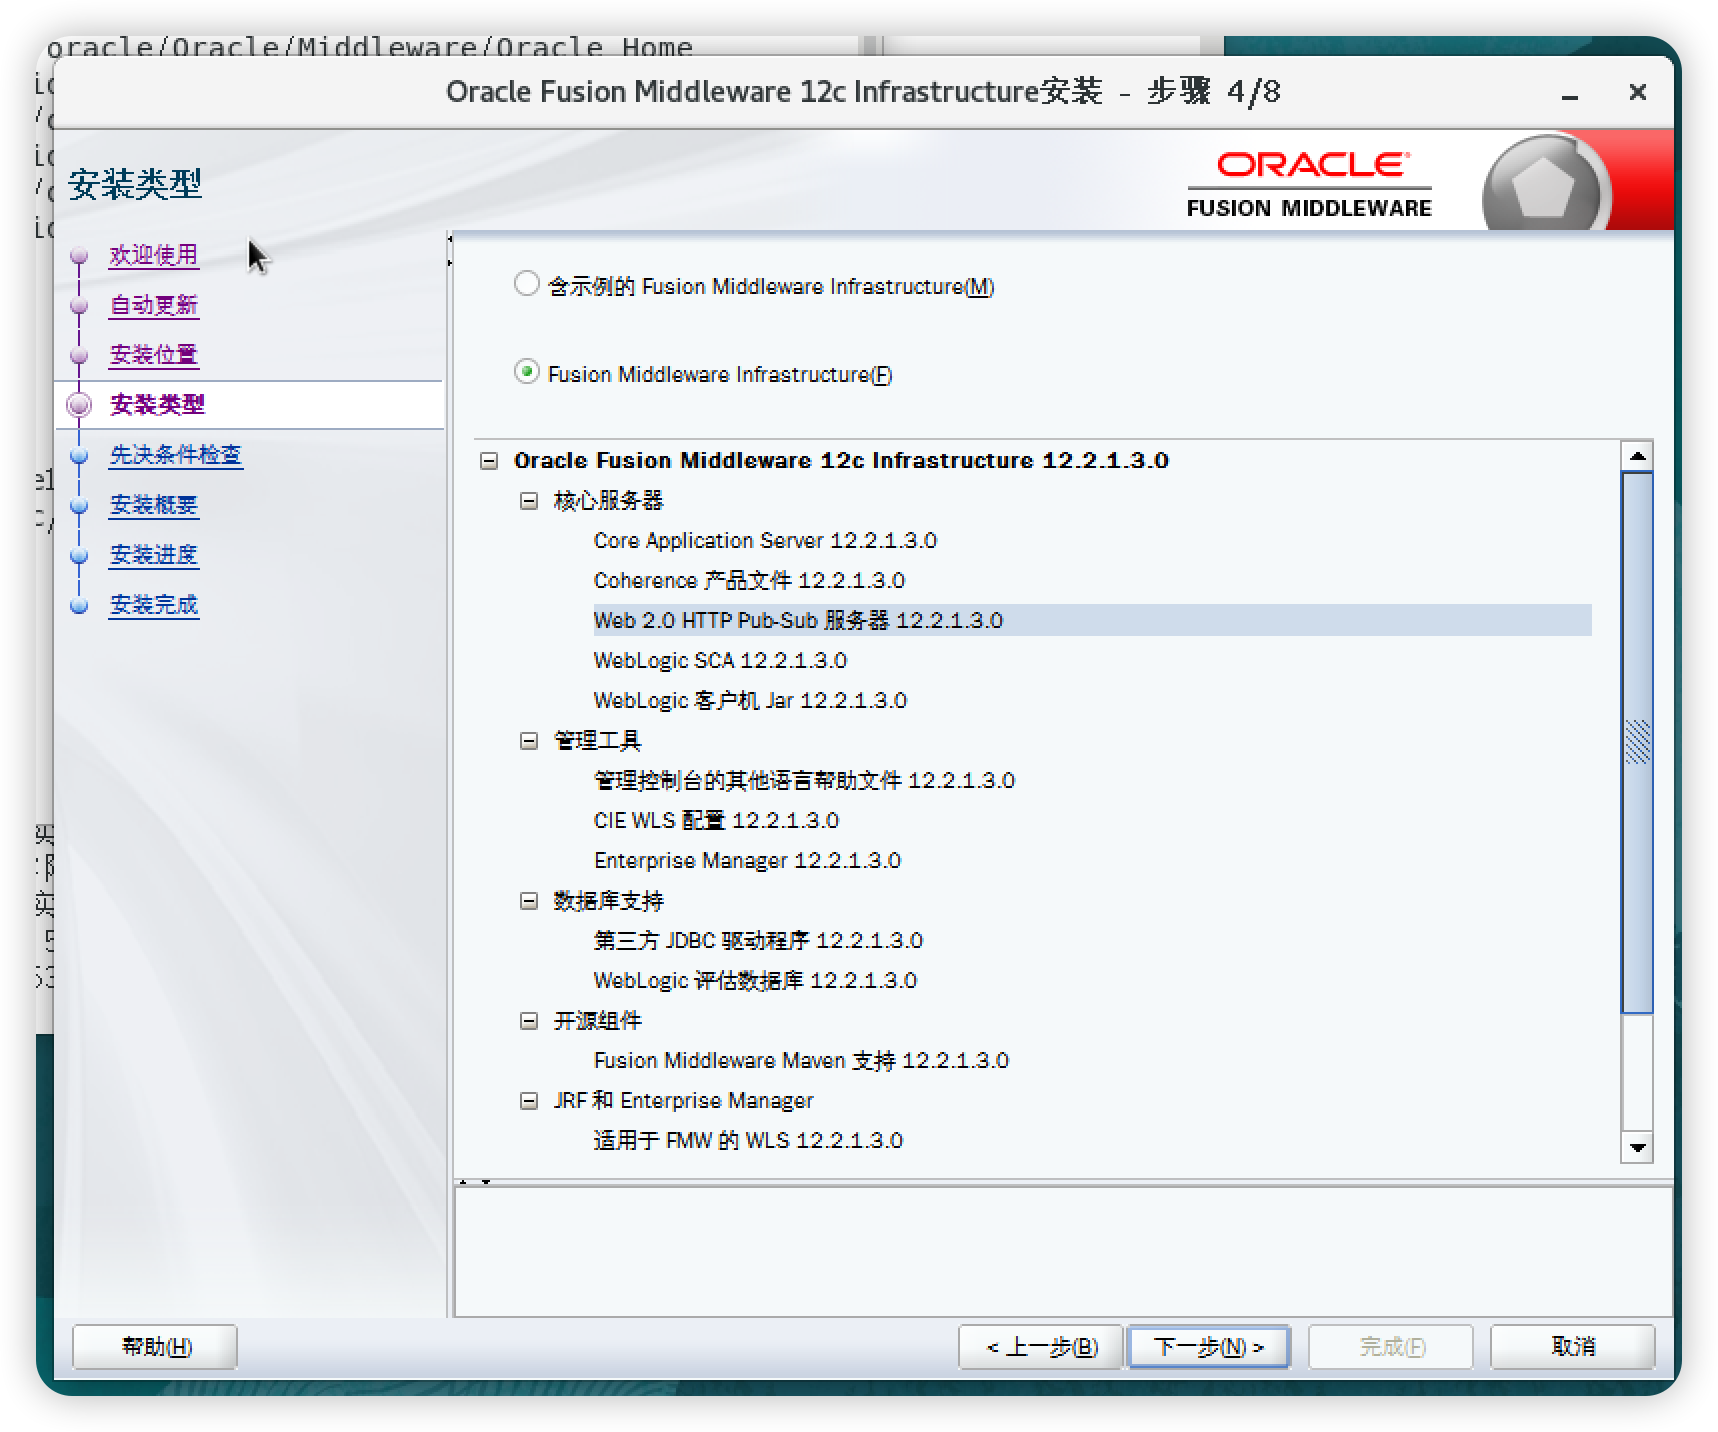 oracle/Oracle/Middleware/Oracle_Home
Oracle Fusion Middleware 12c Infrastructure安装 - 步骤 4/8
安装类型
ORACLE
FUSION MIDDLEWARE
欢迎使用
自动更新
安装位置
安装类型
先决条件检查
安装概要
安装进度
安装完成
含示例的 Fusion Middleware Infrastructure(M)
Fusion Middleware Infrastructure(F)
Oracle Fusion Middleware 12c Infrastructure 12.2.1.3.0
核心服务器
Core Application Server 12.2.1.3.0
Coherence 产品文件 12.2.1.3.0
Web 2.0 HTTP Pub-Sub 服务器 12.2.1.3.0
WebLogic SCA 12.2.1.3.0
WebLogic 客户机 Jar 12.2.1.3.0
管理工具
管理控制台的其他语言帮助文件 12.2.1.3.0
CIE WLS 配置 12.2.1.3.0
Enterprise Manager 12.2.1.3.0
数据库支持
第三方 JDBC 驱动程序 12.2.1.3.0
WebLogic 评估数据库 12.2.1.3.0
开源组件
Fusion Middleware Maven 支持 12.2.1.3.0
JRF 和 Enterprise Manager
适用于 FMW 的 WLS 12.2.1.3.0
帮助(H)
< 上一步(B)
下一步(N) >
完成(F)
取消